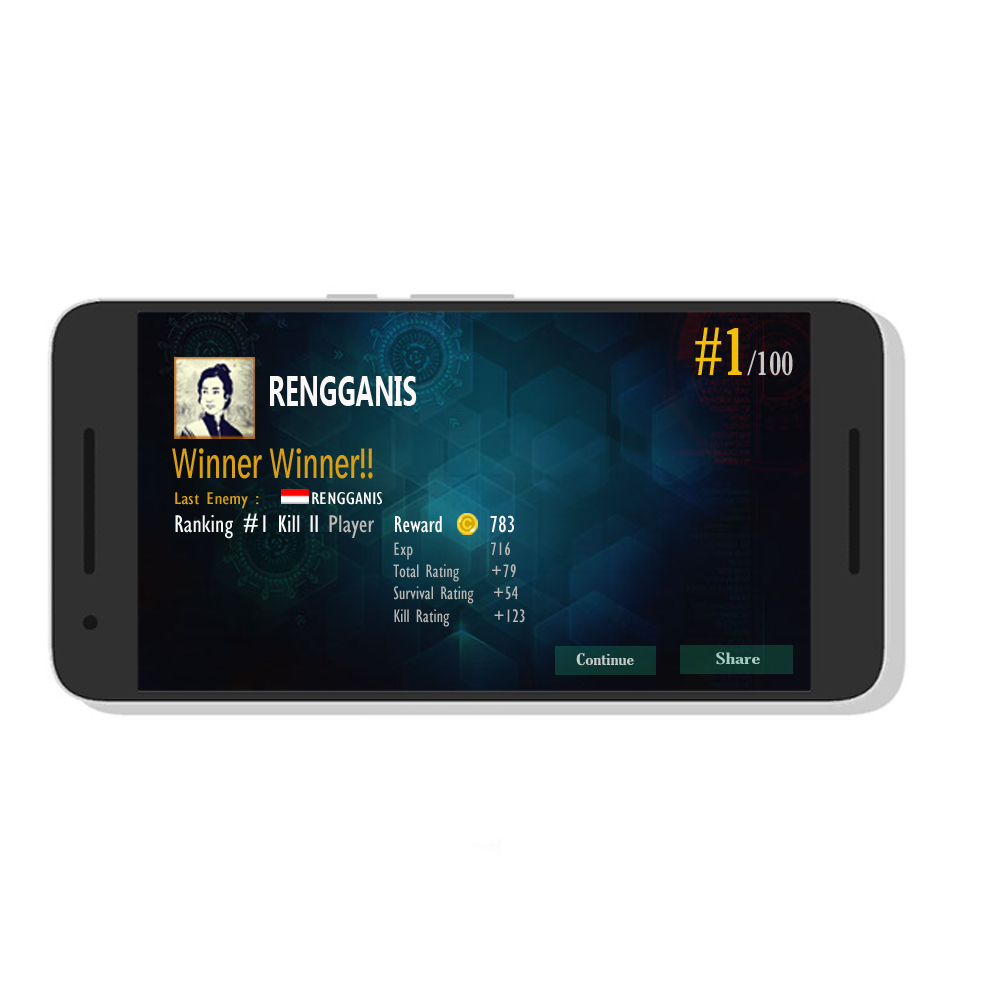 #1/100
RENGGANIS
Winner Winner!!
Last Enemy : RENGGANIS
Ranking #1 Kill II Player Reward C 783
Exp 716
Total Rating +79
Survival Rating +54
Kill Rating +123
Continue Share